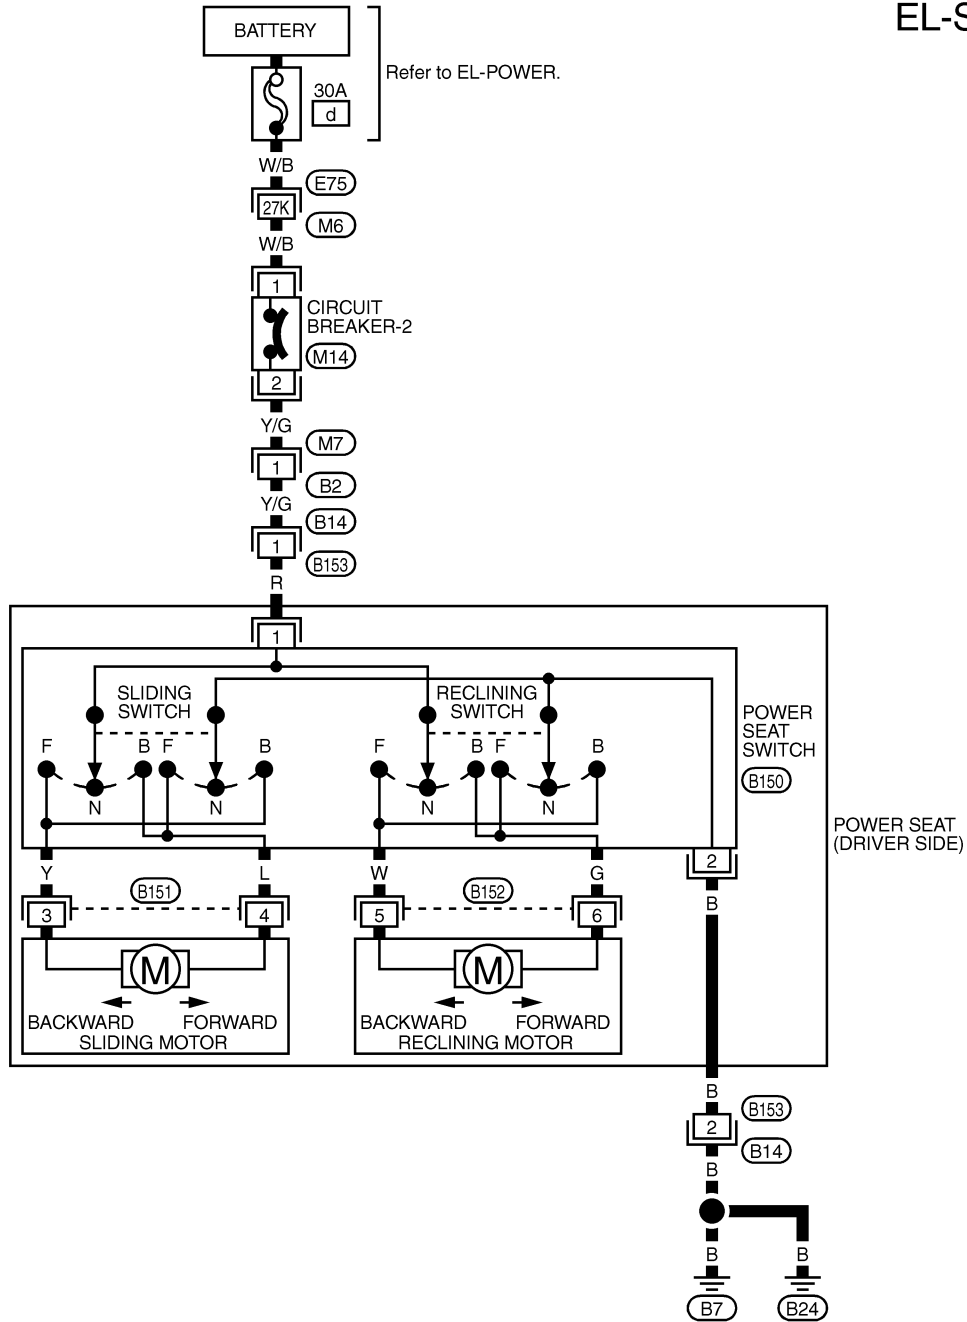 EL-S
BATTERY
Refer to EL-POWER.
30A
d
W/B
E75
27K
M6
W/B
1
CIRCUIT
BREAKER-2
M14
2
Y/G
M7
1
B2
Y/G
B14
1
B153
R
1
SLIDING
SWITCH
RECLINING
SWITCH
POWER
SEAT
SWITCH
B150
F B F B F B F B
N N N N
POWER SEAT
(DRIVER SIDE)
Y L W G 2
B151 B152
B
3 4 5 6
M M
BACKWARD FORWARD BACKWARD FORWARD
SLIDING MOTOR RECLINING MOTOR
B
B153
2
B14
B
B B
B7 B24